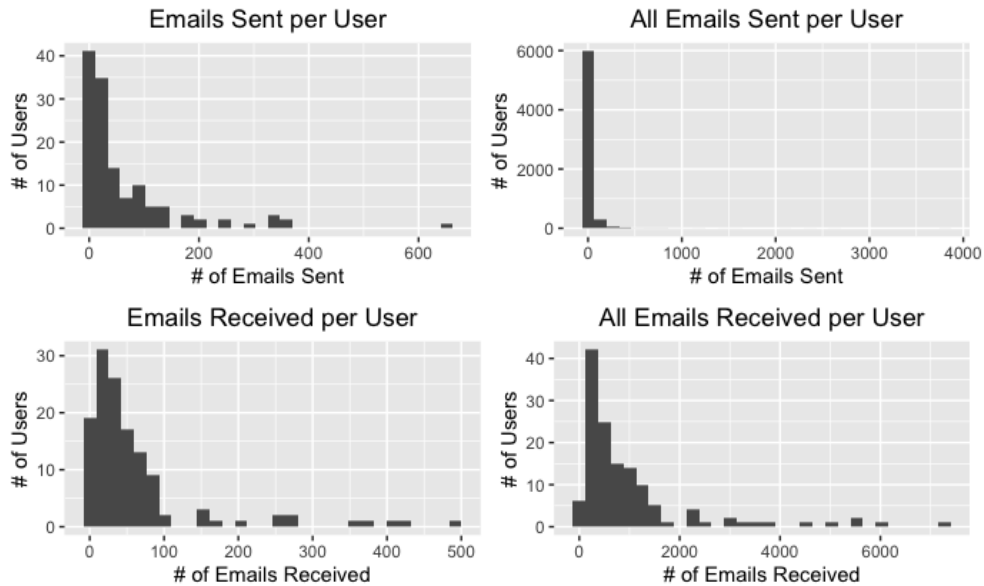 Emails Sent per User
# of Users
40
30
20
10
0
0 200 400 600
# of Emails Sent
All Emails Sent per User
# of Users
6000
4000
2000
0
0 1000 2000 3000 4000
# of Emails Sent
Emails Received per User
# of Users
30
20
10
0
0 100 200 300 400 500
# of Emails Received
All Emails Received per User
# of Users
40
30
20
10
0
0 2000 4000 6000
# of Emails Received